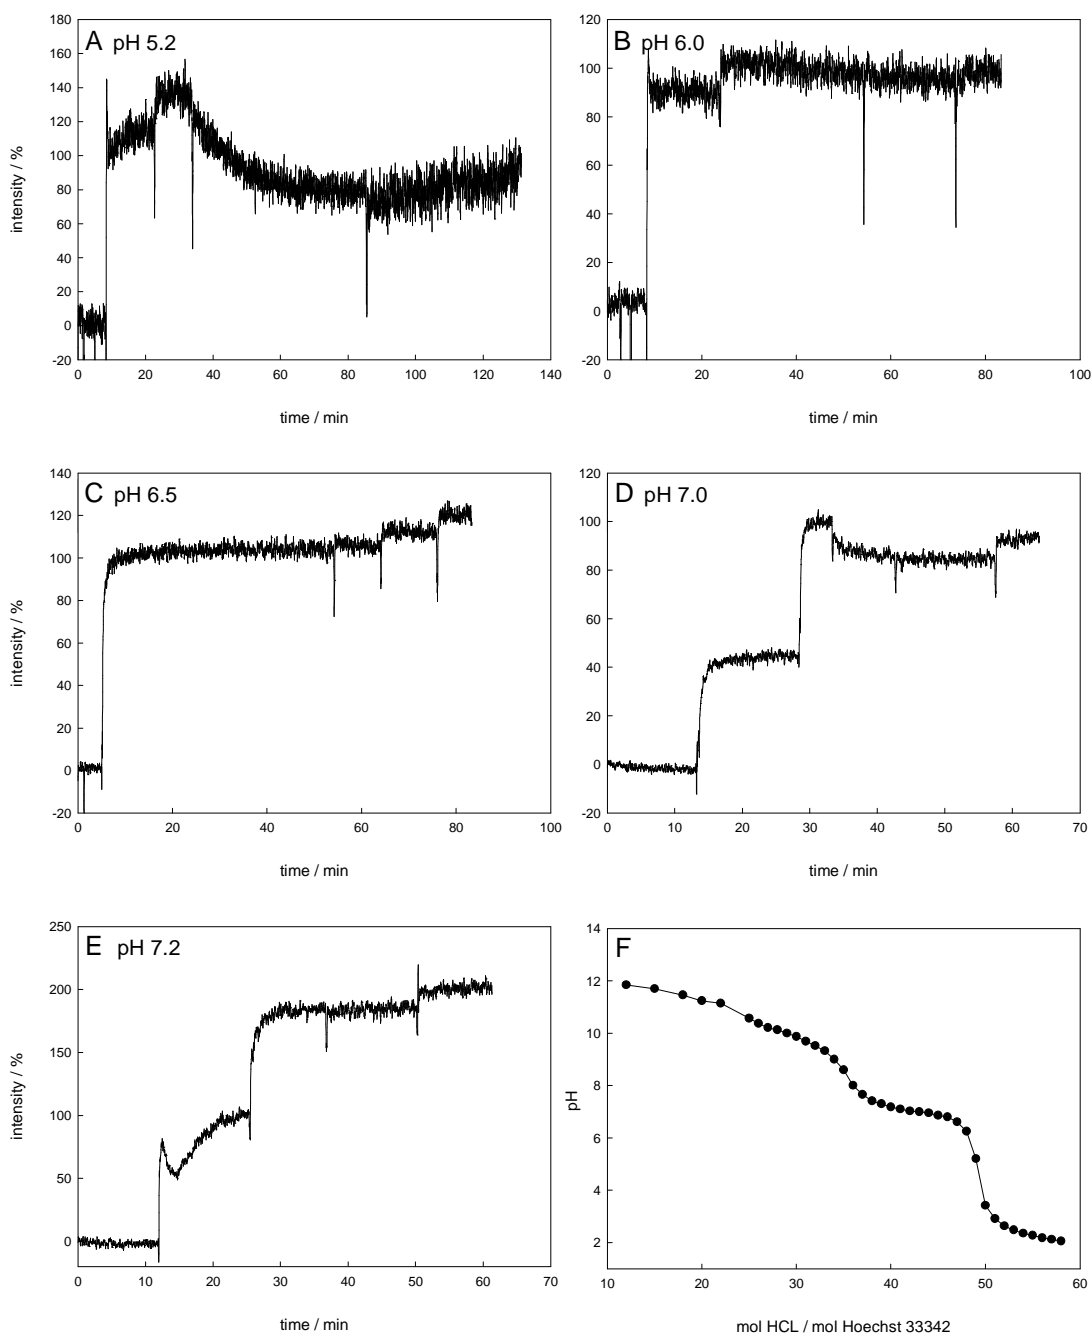 A pH 5.2
180
160
140
120
100
80
60
40
20
0
-20
intensity / %
0 20 40 60 80 100 120 140
time / min
B pH 6.0
120
100
80
60
40
20
0
-20
0 20 40 60 80 100
time / min
C pH 6.5
140
120
100
80
60
40
20
0
-20
intensity / %
0 20 40 60 80 100
time / min
D pH 7.0
120
100
80
60
40
20
0
-20
0 10 20 30 40 50 60 70
time / min
E pH 7.2
250
200
150
100
50
0
intensity / %
0 10 20 30 40 50 60 70
time / min
F
14
12
10
8
6
4
2
pH
10 20 30 40 50 60
mol HCL / mol Hoechst 33342